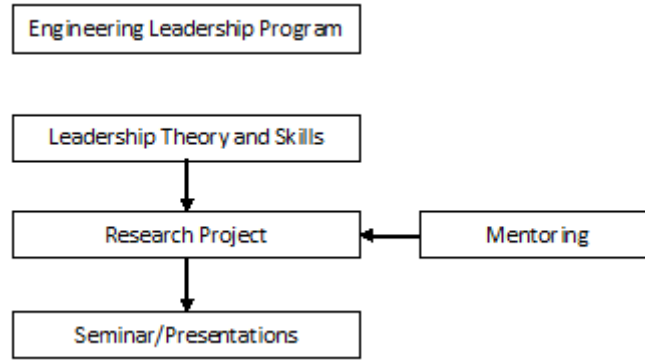 Engineering Leadership Program
Leadership Theory and Skills
Research Project
Mentoring
Seminar/Presentations